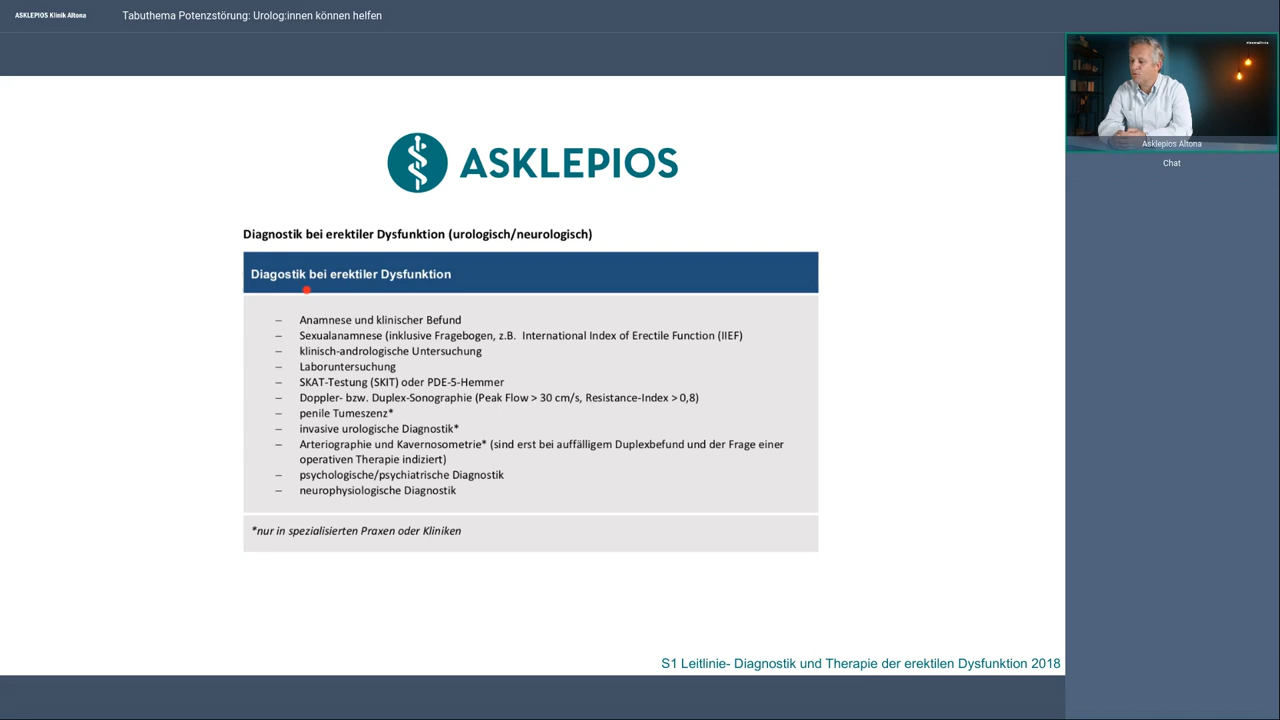 ASKLEPIOS Klinik Altona
Tabuthema Potenzstörung: Urolog:innen können helfen
ASKLEPIOS
Diagnostik bei erektiler Dysfunktion (urologisch/neurologisch)
Diagostik bei erektiler Dysfunktion
– Anamnese und klinischer Befund
– Sexualanamnese (inklusive Fragebogen, z.B. International Index of Erectile Function (IIEF)
– klinisch-andrologische Untersuchung
– Laboruntersuchung
– SKAT-Testung (SKIT) oder PDE-5-Hemmer
– Doppler- bzw. Duplex-Sonographie (Peak Flow > 30 cm/s, Resistance-Index > 0,8)
– penile Tumeszenz*
– invasive urologische Diagnostik*
– Arteriographie und Kavernosometrie* (sind erst bei auffälligem Duplexbefund und der Frage einer
operativen Therapie indiziert)
– psychologische/psychiatrische Diagnostik
– neurophysiologische Diagnostik
*nur in spezialisierten Praxen oder Kliniken
S1 Leitlinie- Diagnostik und Therapie der erektilen Dysfunktion 2018
Asklepios Altona
Chat